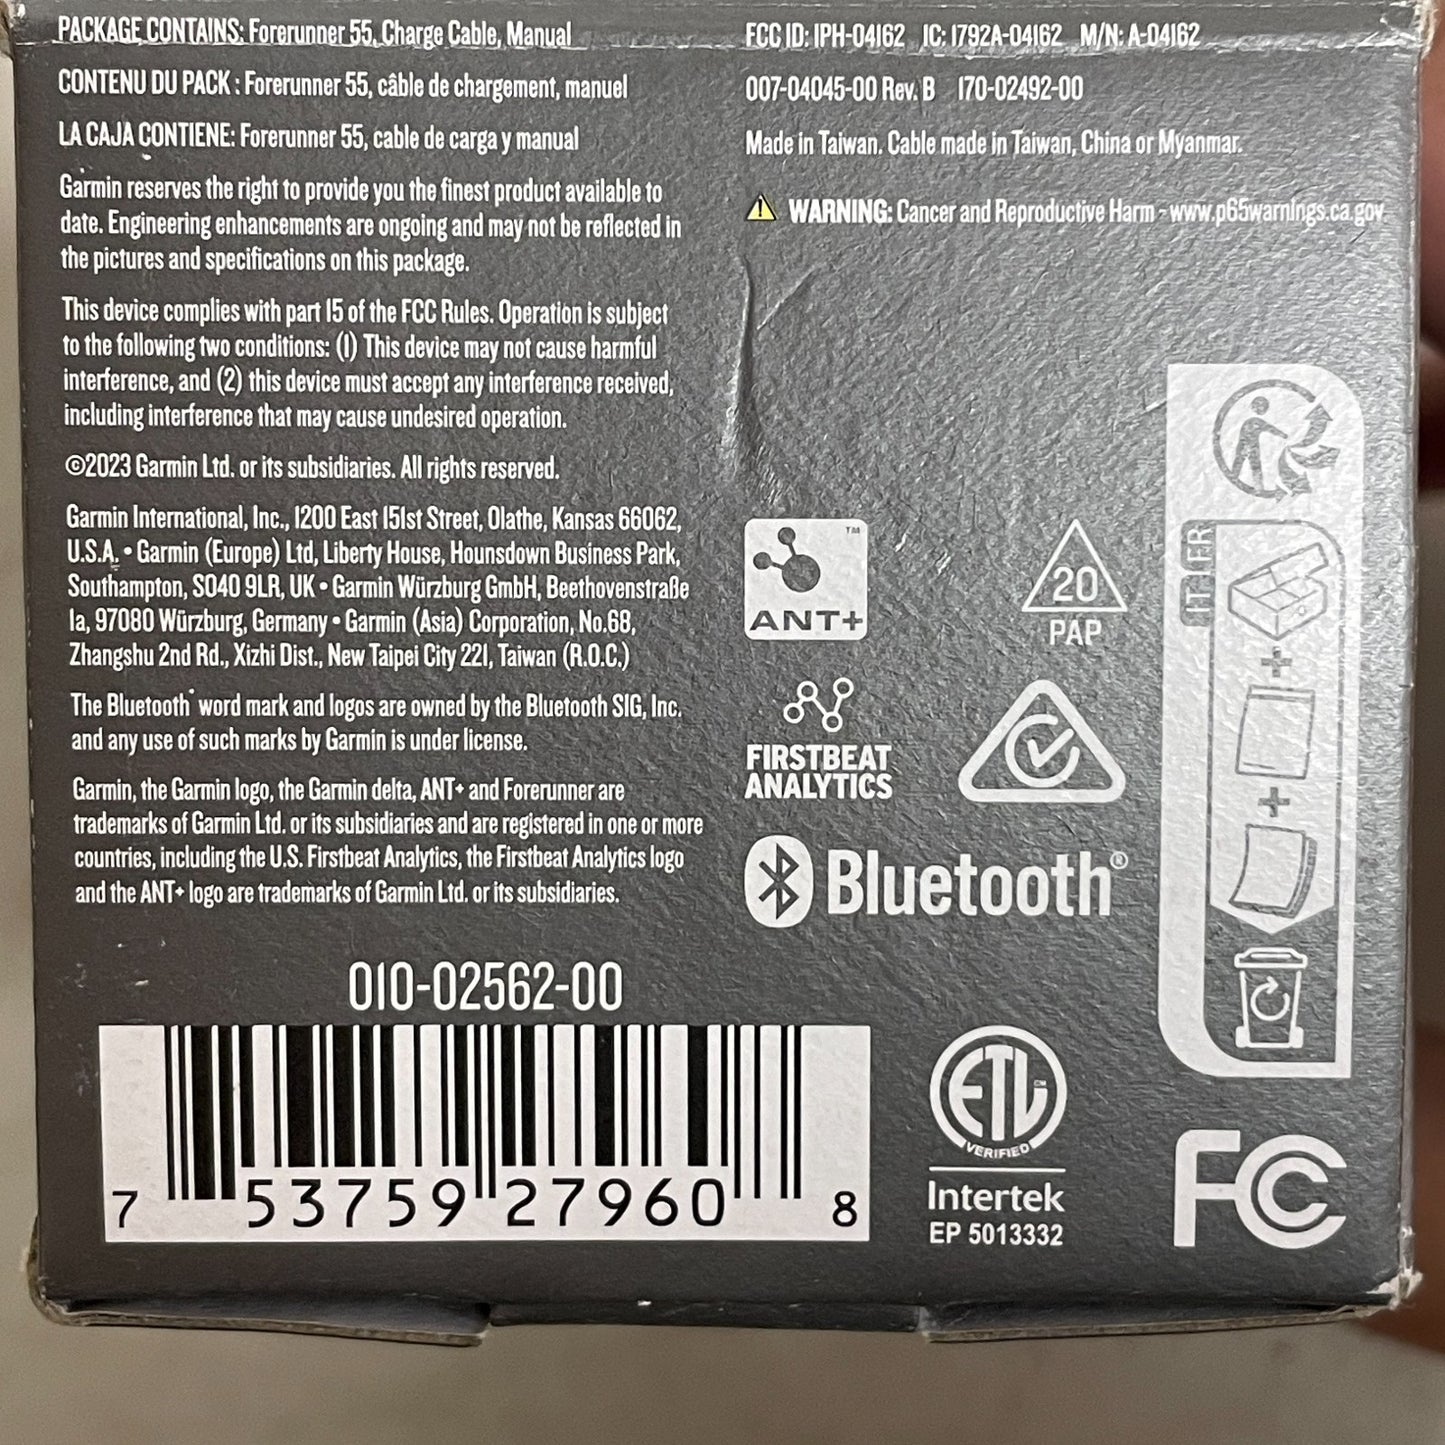 PACKAGE CONTAINS: Forerunner 55, Charge Cable, Manual
CONTENU DU PACK : Forerunner 55, câble de chargement, manuel
LA CAJA CONTIENE: Forerunner 55, cable de carga y manual
Garmin reserves the right to provide you the finest product available to
date. Engineering enhancements are ongoing and may not be reflected in
the pictures and specifications on this package.
This device complies with part 15 of the FCC Rules. Operation is subject
to the following two conditions: (1) This device may not cause harmful
interference, and (2) this device must accept any interference received,
including interference that may cause undesired operation.
©2023 Garmin Ltd. or its subsidiaries. All rights reserved.
Garmin International, Inc., 1200 East 151st Street, Olathe, Kansas 66062,
U.S.A. • Garmin (Europe) Ltd, Liberty House, Hounsdown Business Park,
Southampton, SO40 9LR, UK • Garmin Würzburg GmbH, Beethovenstraße
1a, 97080 Würzburg, Germany • Garmin (Asia) Corporation, No.68,
Zhangshu 2nd Rd., Xizhi Dist., New Taipei City 221, Taiwan (R.O.C.)
The Bluetooth® word mark and logos are owned by the Bluetooth SIG, Inc.
and any use of such marks by Garmin is under license.
Garmin, the Garmin logo, the Garmin delta, ANT+ and Forerunner are
trademarks of Garmin Ltd. or its subsidiaries and are registered in one or more
countries, including the U.S. Firstbeat Analytics, the Firstbeat Analytics logo
and the ANT+ logo are trademarks of Garmin Ltd. or its subsidiaries.
010-02562-00
7 53759 27960 8
FCC ID: IPH-04162 IC: 1792A-04162 M/N: A-04162
007-04045-00 Rev. B 170-02492-00
Made in Taiwan. Cable made in Taiwan, China or Myanmar.
WARNING: Cancer and Reproductive Harm - www.p65warnings.ca.gov
™
ANT+
20
PAP
FIRSTBEAT
ANALYTICS
Bluetooth®
IT FR
ETL CM
VERIFIED
Intertek
EP 5013332
FC